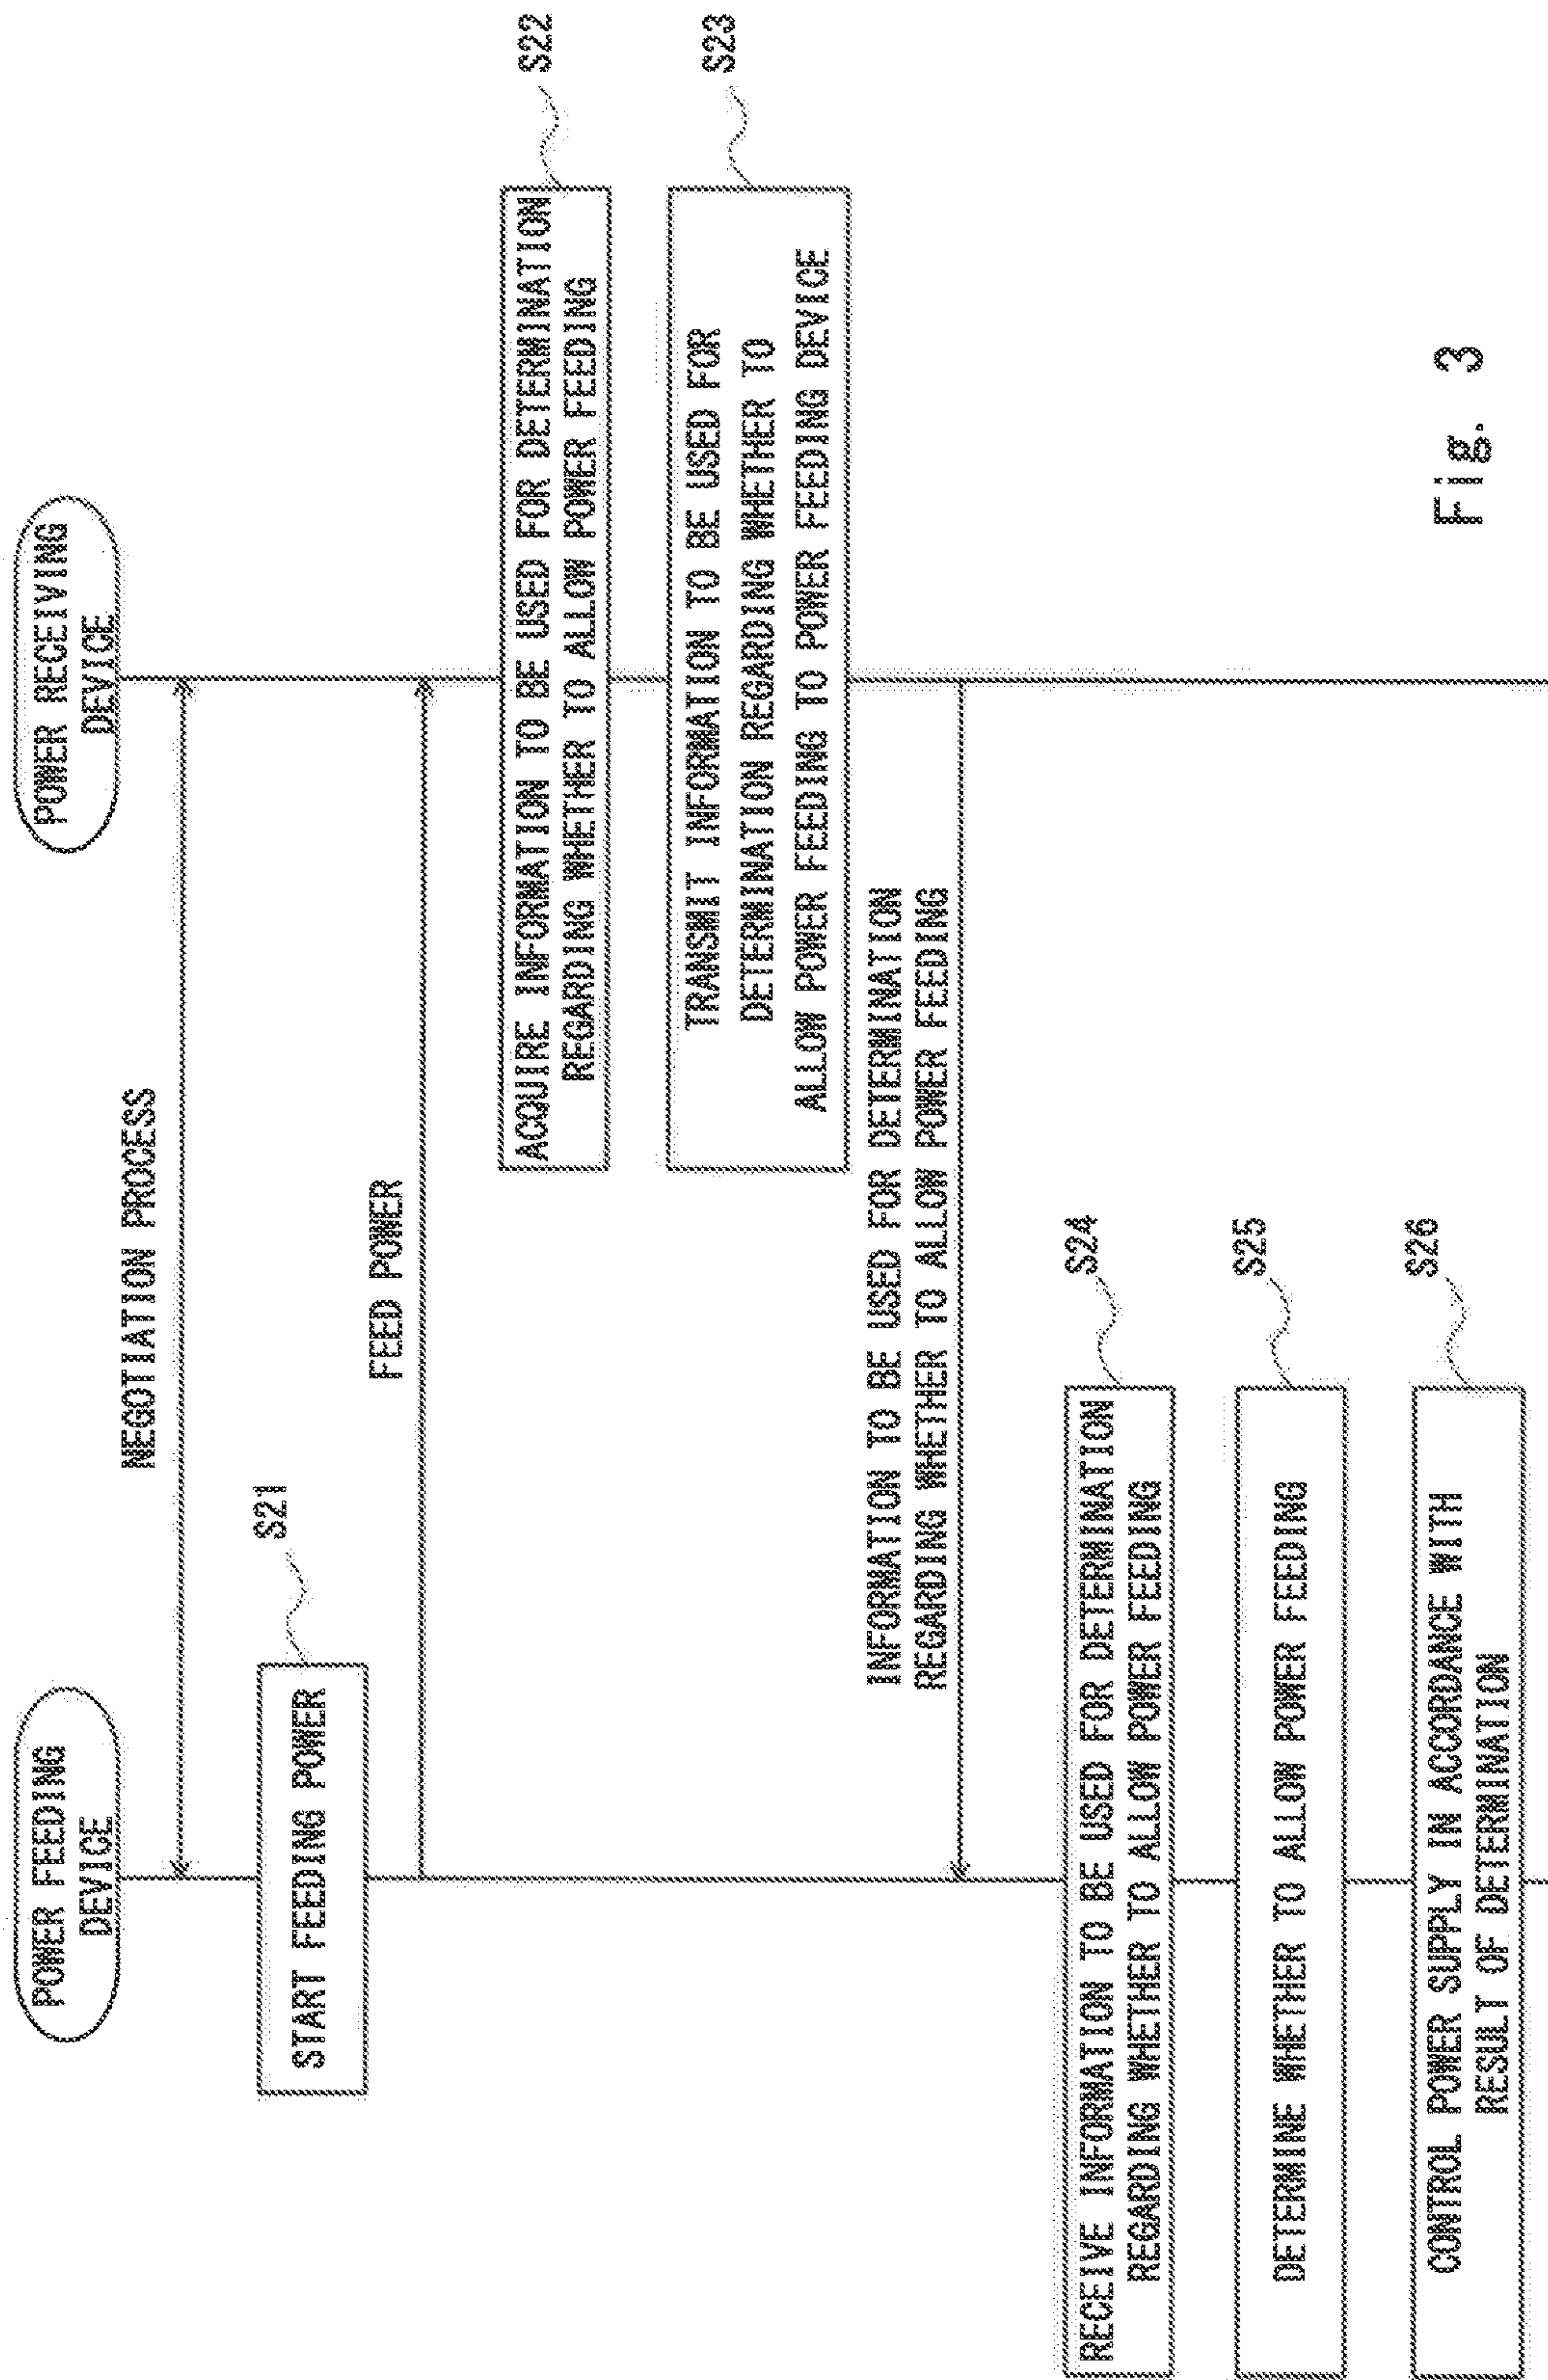 POWER FEEDING
DEVICE
POWER RECEIVING
DEVICE
NEGOTIATION PROCESS
S21
START FEEDING POWER
FEED POWER
S22
ACQUIRE INFORMATION TO BE USED FOR DETERMINATION
REGARDING WHETHER TO ALLOW POWER FEEDING
S23
TRANSMIT INFORMATION TO BE USED FOR
DETERMINATION REGARDING WHETHER TO
ALLOW POWER FEEDING TO POWER FEEDING DEVICE
INFORMATION TO BE USED FOR DETERMINATION
REGARDING WHETHER TO ALLOW POWER FEEDING
S24
RECEIVE INFORMATION TO BE USED FOR DETERMINATION
REGARDING WHETHER TO ALLOW POWER FEEDING
S25
DETERMINE WHETHER TO ALLOW POWER FEEDING
S26
CONTROL POWER SUPPLY IN ACCORDANCE WITH
RESULT OF DETERMINATION
Fig. 3